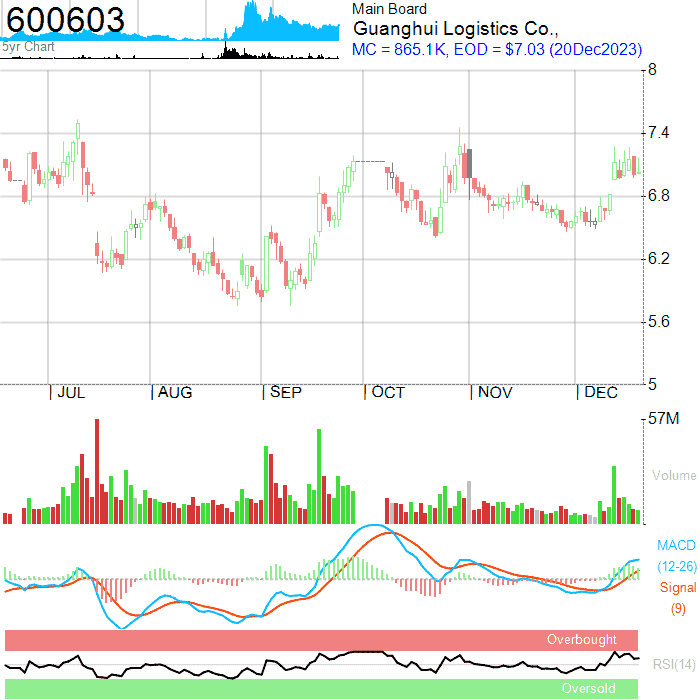 600603
5yr Chart
Main Board
Guanghui Logistics Co.,
MC = 865.1K, EOD = $7.03 (20Dec2023)
8
7.4
6.8
6.2
5.6
5
JUL AUG SEP OCT NOV DEC
57M
Volume
MACD
(12-26)
Signal
(9)
Overbought
RSI(14)
Oversold